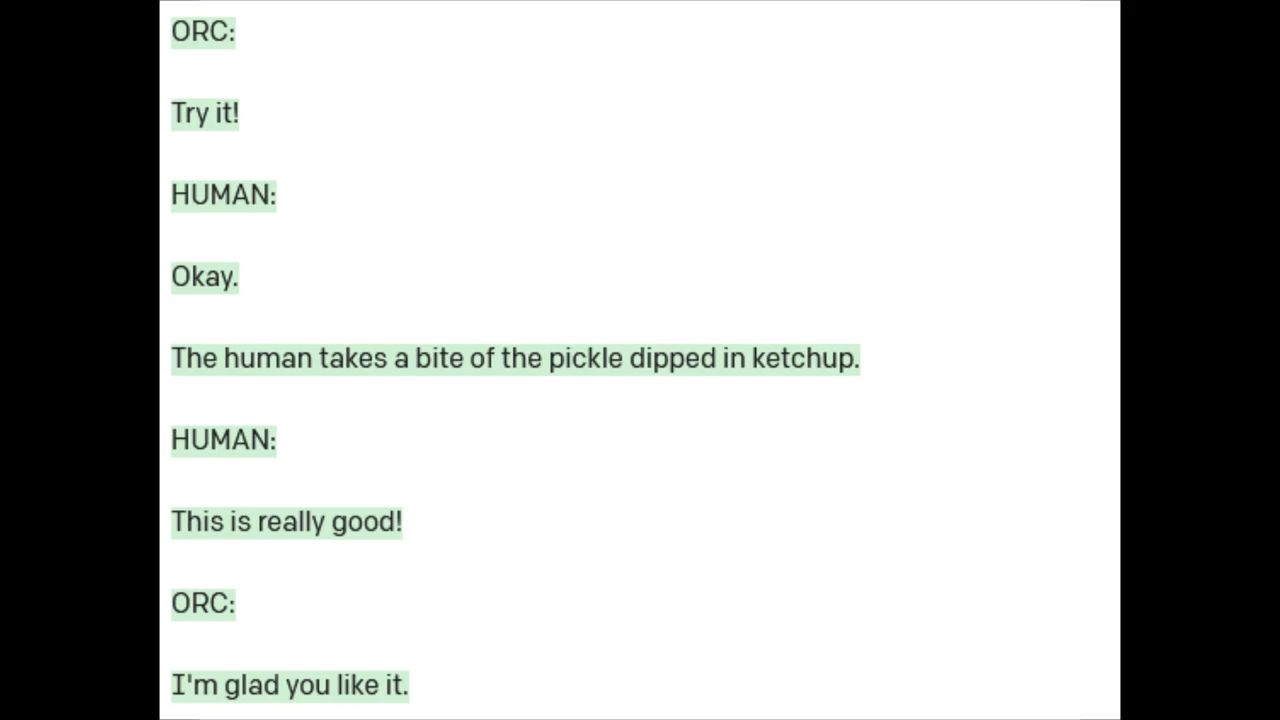 ORC:
Try it!
HUMAN:
Okay.
The human takes a bite of the pickle dipped in ketchup.
HUMAN:
This is really good!
ORC:
I'm glad you like it.